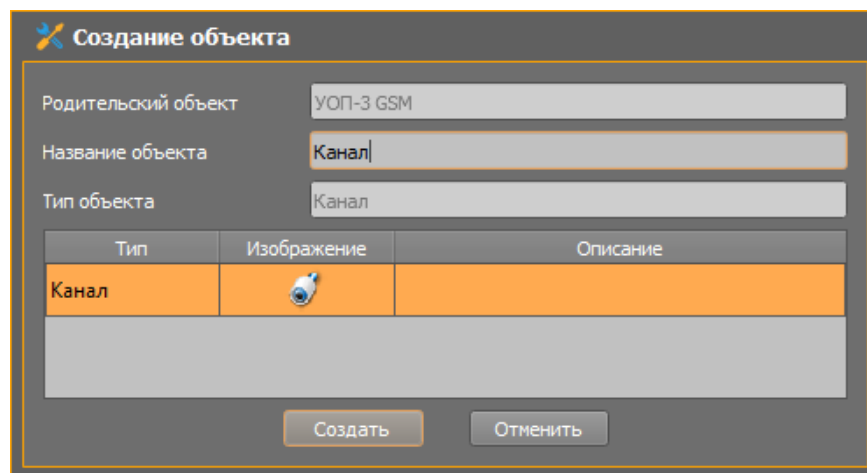 Создание объекта
Родительский объект УОП-3 GSM
Название объекта Канал
Тип объекта Канал
Тип Изображение Описание
Канал
Создать Отменить